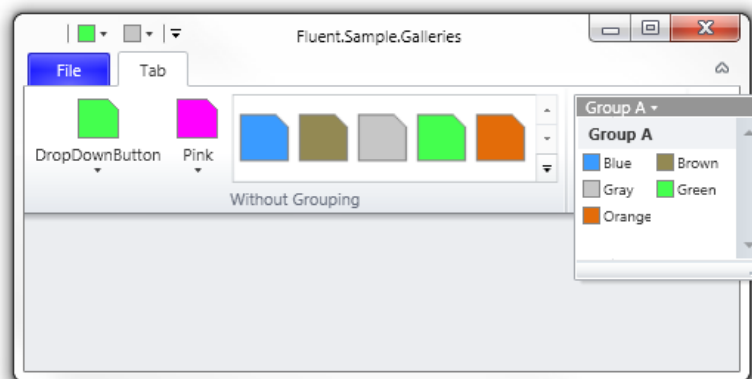 Fluent.Sample.Galleries
File Tab
Group A
Group A
DropDownButton Pink
Blue Brown
Gray Green
Orange
Without Grouping